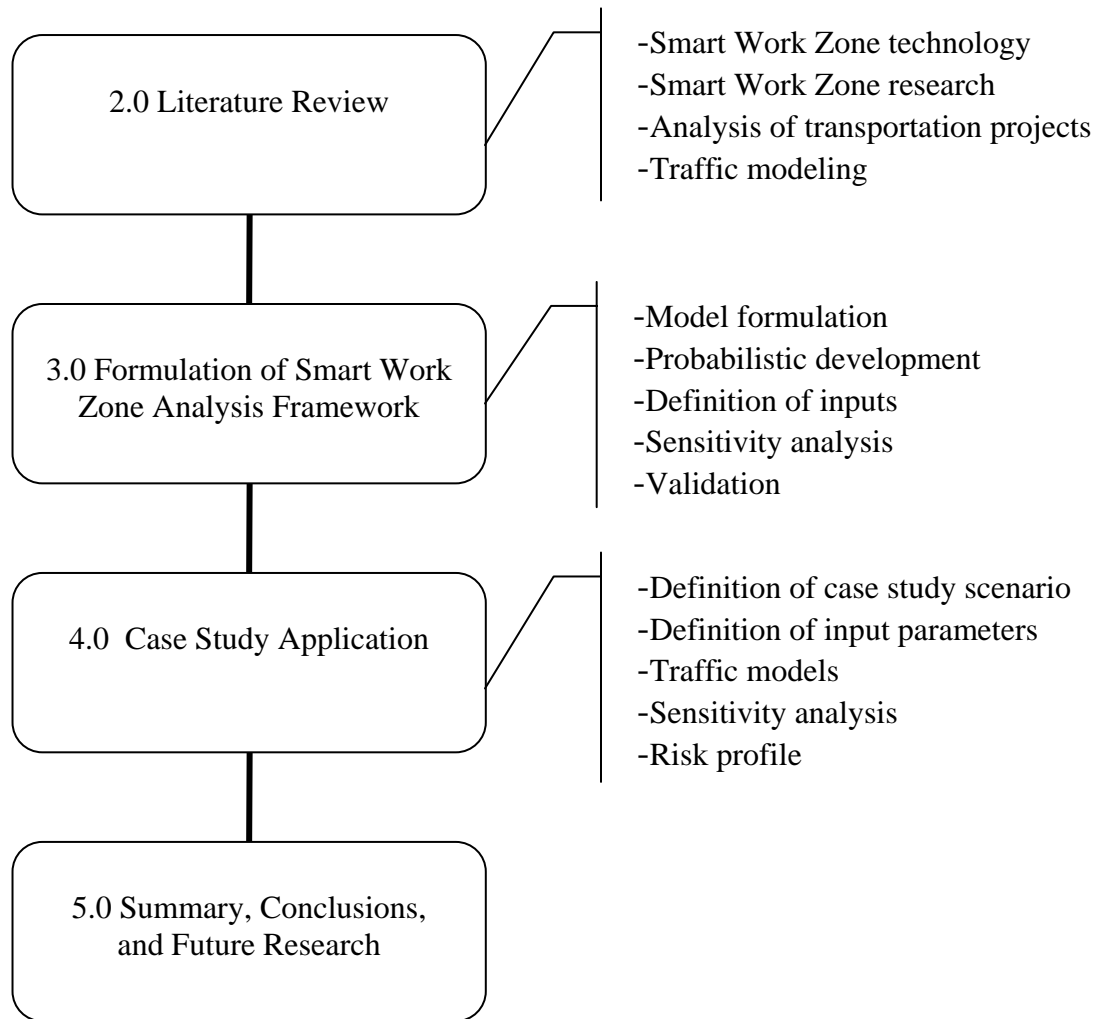 2.0 Literature Review
-Smart Work Zone technology
-Smart Work Zone research
-Analysis of transportation projects
-Traffic modeling
3.0 Formulation of Smart Work
Zone Analysis Framework
-Model formulation
-Probabilistic development
-Definition of inputs
-Sensitivity analysis
-Validation
4.0  Case Study Application
-Definition of case study scenario
-Definition of input parameters
-Traffic models
-Sensitivity analysis
-Risk profile
5.0 Summary, Conclusions,
and Future Research